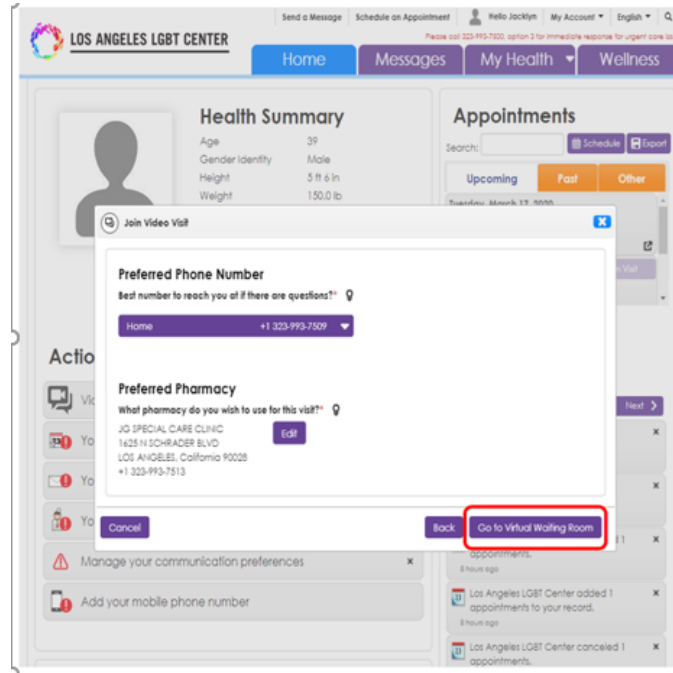 Send a Message Schedule an Appointment Hello Jacklyn My Account English
LOS ANGELES LGBT CENTER
Please call 323-993-7500, option 3 for immediate response for urgent care
Home Messages My Health Wellness
Health Summary
Age 39
Gender Identity Male
Height 5 ft 6 in
Weight 150.0 lb
Appointments
Search: Schedule Export
Upcoming Past Other
Tuesday, March 17, 2020
Visit
Join Video Visit
Preferred Phone Number
Best number to reach you at if there are questions?*
Home +1 323-993-7509
Preferred Pharmacy
What pharmacy do you wish to use for this visit?*
JG SPECIAL CARE CLINIC Edit
1625 N SCHRADER BLVD
LOS ANGELES, California 90028
+1 323-993-7513
Cancel Back Go to Virtual Waiting Room
Actio
Yo
Yo
Yo
Manage your communication preferences ×
Add your mobile phone number
Next
appointments.
8 hours ago
Los Angeles LGBT Center added 1 ×
appointments to your record.
8 hours ago
Los Angeles LGBT Center canceled 1 ×
appointments.